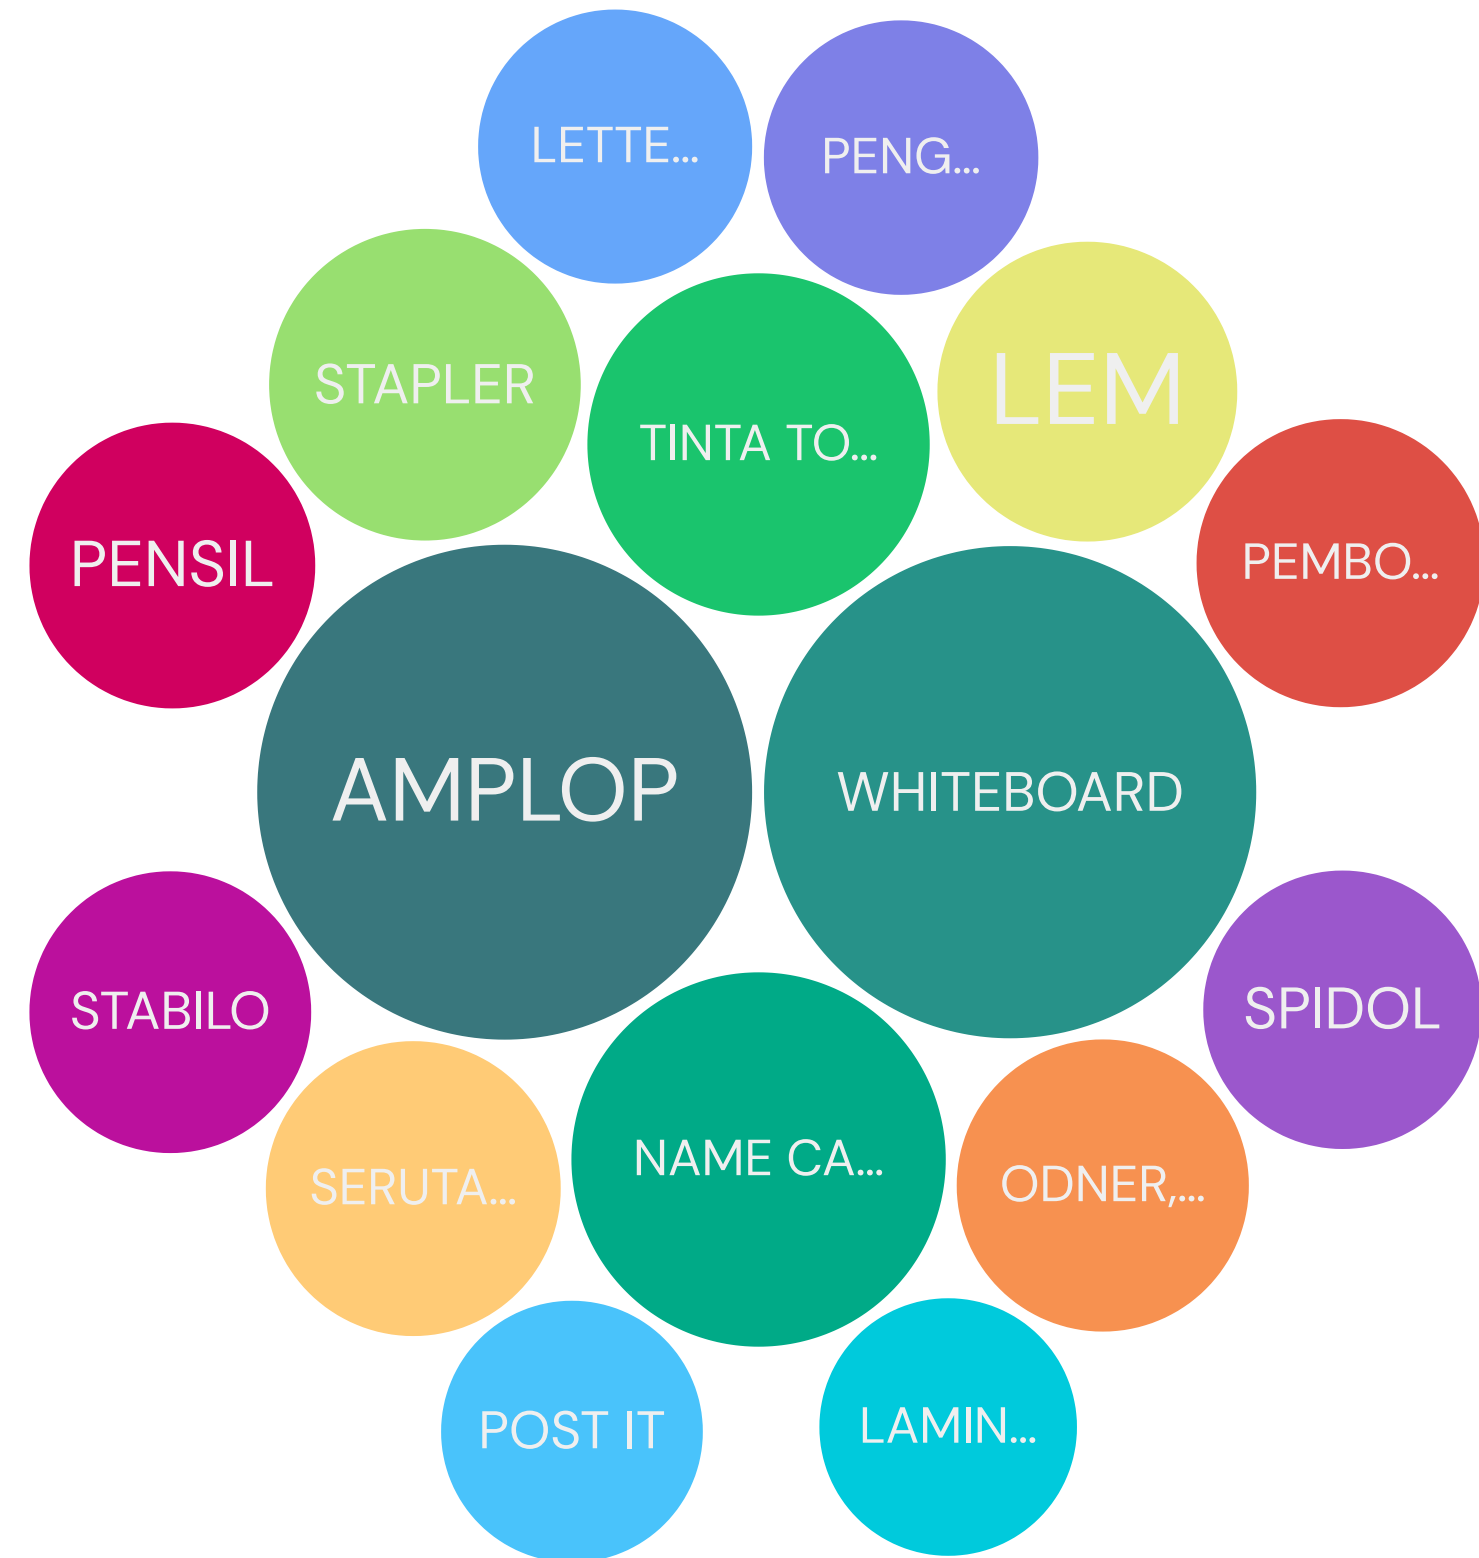 LETTE...
PENG...
STAPLER
LEM
TINTA TO...
PENSIL
PEMBO...
AMPLOP
WHITEBOARD
STABILO
SPIDOL
NAME CA...
SERUTA...
ODNER,...
POST IT
LAMIN...